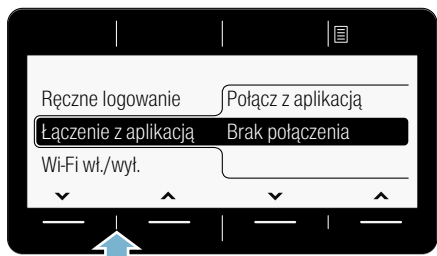 Ręczne logowanie
Połącz z aplikacją
Łączenie z aplikacją
Brak połączenia
Wi-Fi wł./wył.